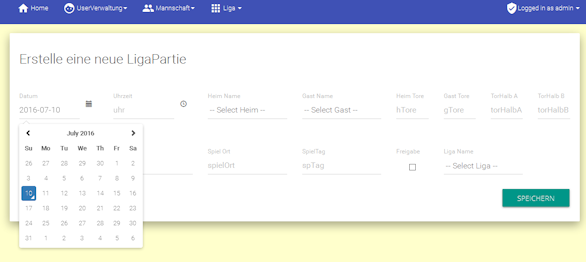 Home UserVerwaltung Mannschaft Liga Logged in as admin
Erstelle eine neue LigaPartie
Datum Uhrzeit Heim Name Gast Name Heim Tore Gast Tore TorHalb A TorHalb B
2016-07-10 uhr -- Select Heim -- -- Select Gast -- hTore gTore torHalbA torHalbB
July 2016
Su Mo Tu We Th Fr Sa
SpielOrt SpielTag Freigabe Liga Name
26 27 28 29 30 1 2
spielOrt spTag -- Select Liga --
3 4 5 6 7 8 9
10 11 12 13 14 15 16
SPEICHERN
17 18 19 20 21 22 23
24 25 26 27 28 29 30
31 1 2 3 4 5 6